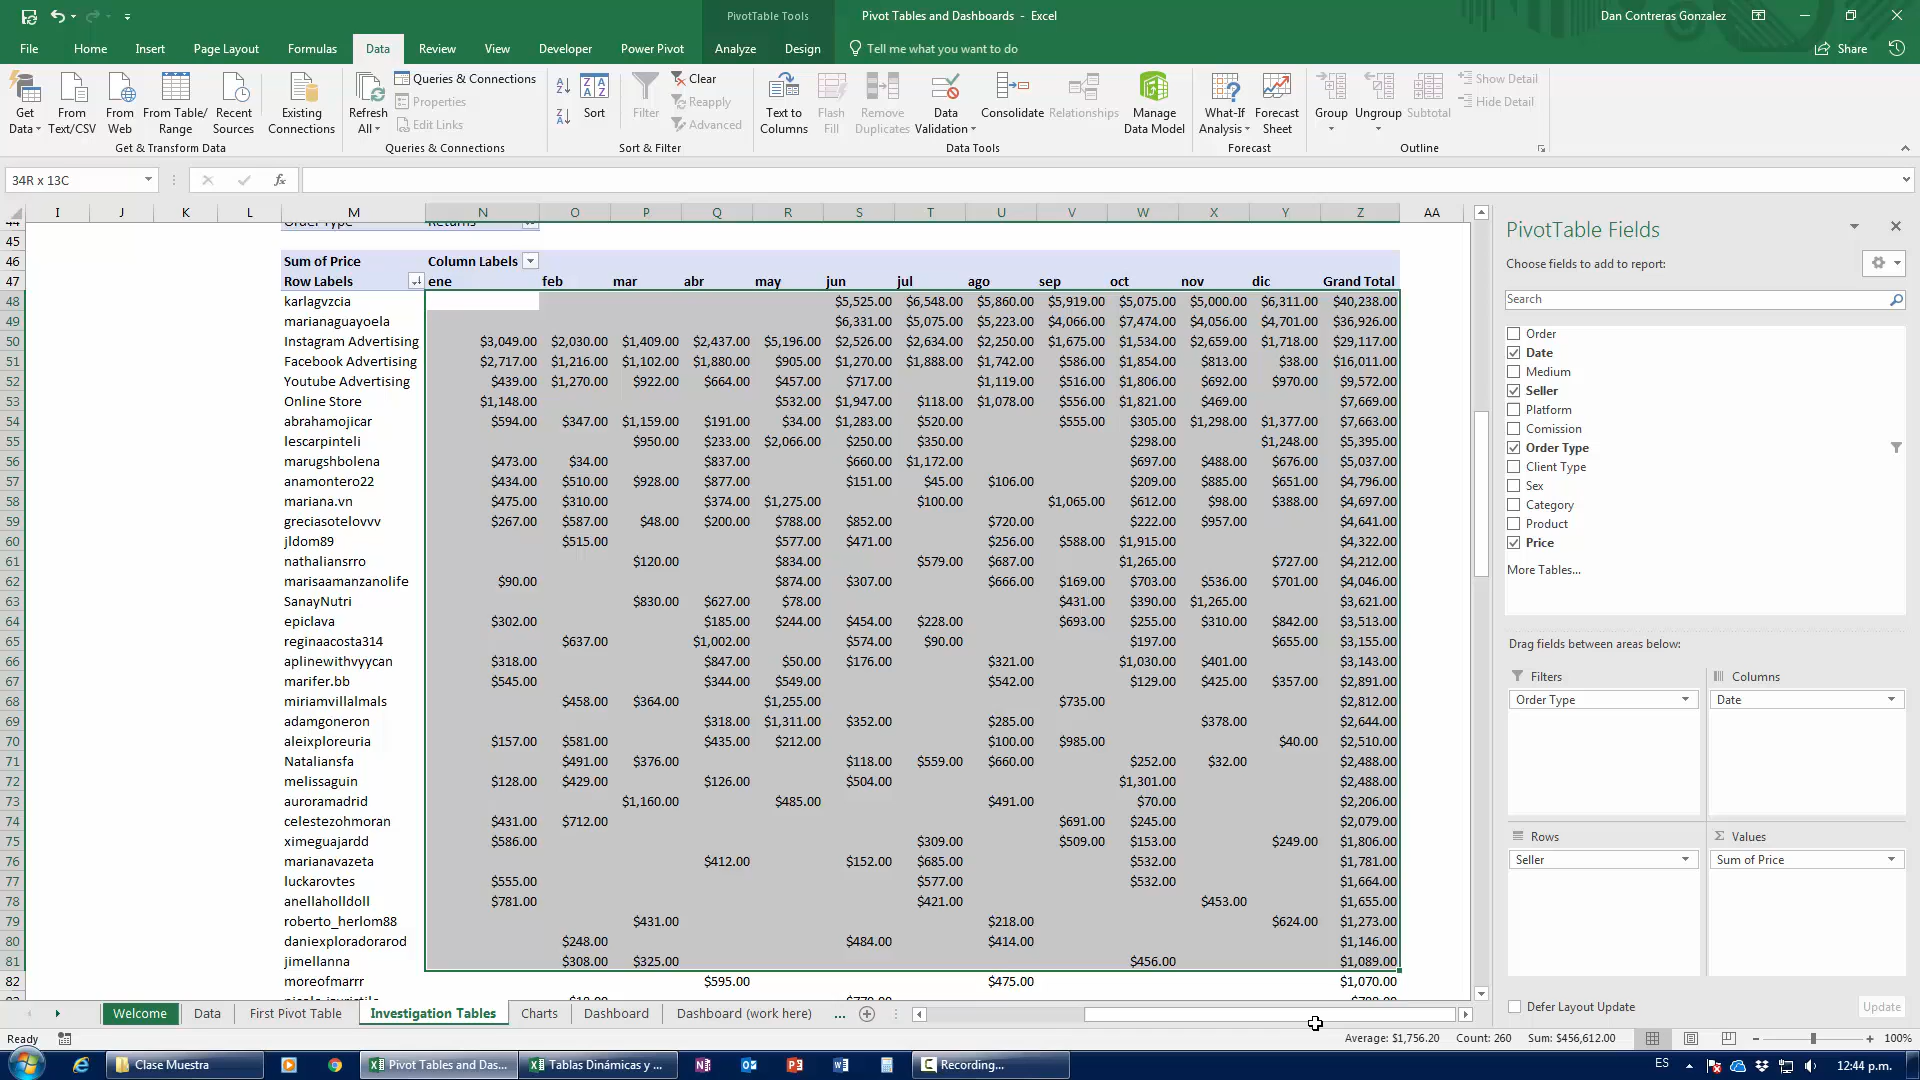 PivotTable Tools
Pivot Tables and Dashboards - Excel
Dan Contreras Gonzalez
File Home Insert Page Layout Formulas Data Review View Developer Power Pivot Analyze Design Tell me what you want to do Share
Get Data From Text/CSV From Web From Table/ Range Recent Sources Existing Connections
Get & Transform Data
Refresh All Queries & Connections Properties Edit Links
Queries & Connections
Sort Filter Clear Reapply Advanced
Sort & Filter
Text to Columns Flash Fill Remove Duplicates Data Validation Consolidate Relationships Manage Data Model
Data Tools
What-If Analysis Forecast Sheet
Forecast
Group Ungroup Subtotal Show Detail Hide Detail
Outline
34R x 13C
I J K L M N O P Q R S T U V W X Y Z AA
44 Order Type Returns
45
46 Sum of Price Column Labels
47 Row Labels ene feb mar abr may jun jul ago sep oct nov dic Grand Total
48 karlagvzcia $5,525.00 $6,548.00 $5,860.00 $5,919.00 $5,075.00 $5,000.00 $6,311.00 $40,238.00
49 marianaguayoela $6,331.00 $5,075.00 $5,223.00 $4,066.00 $7,474.00 $4,056.00 $4,701.00 $36,926.00
50 Instagram Advertising $3,049.00 $2,030.00 $1,409.00 $2,437.00 $5,196.00 $2,526.00 $2,634.00 $2,250.00 $1,675.00 $1,534.00 $2,659.00 $1,718.00 $29,117.00
51 Facebook Advertising $2,717.00 $1,216.00 $1,102.00 $1,880.00 $905.00 $1,270.00 $1,888.00 $1,742.00 $586.00 $1,854.00 $813.00 $38.00 $16,011.00
52 Youtube Advertising $439.00 $1,270.00 $922.00 $664.00 $457.00 $717.00 $1,119.00 $516.00 $1,806.00 $692.00 $970.00 $9,572.00
53 Online Store $1,148.00 $532.00 $1,947.00 $118.00 $1,078.00 $556.00 $1,821.00 $469.00 $7,669.00
54 abrahamojicar $594.00 $347.00 $1,159.00 $191.00 $34.00 $1,283.00 $520.00 $555.00 $305.00 $1,298.00 $1,377.00 $7,663.00
55 lescarpinteli $950.00 $233.00 $2,066.00 $250.00 $350.00 $298.00 $1,248.00 $5,395.00
56 marugshbolena $473.00 $34.00 $837.00 $660.00 $1,172.00 $697.00 $488.00 $676.00 $5,037.00
57 anamontero22 $434.00 $510.00 $928.00 $877.00 $151.00 $45.00 $106.00 $209.00 $885.00 $651.00 $4,796.00
58 mariana.vn $475.00 $310.00 $374.00 $1,275.00 $100.00 $1,065.00 $612.00 $98.00 $388.00 $4,697.00
59 greciasotelovvv $267.00 $587.00 $48.00 $200.00 $788.00 $852.00 $720.00 $222.00 $957.00 $4,641.00
60 jldom89 $515.00 $577.00 $471.00 $256.00 $588.00 $1,915.00 $4,322.00
61 nathaliansrro $120.00 $834.00 $579.00 $687.00 $1,265.00 $727.00 $4,212.00
62 marisaamanzanolife $90.00 $874.00 $307.00 $666.00 $169.00 $703.00 $536.00 $701.00 $4,046.00
63 SanayNutri $830.00 $627.00 $78.00 $431.00 $390.00 $1,265.00 $3,621.00
64 epiclava $302.00 $185.00 $244.00 $454.00 $228.00 $693.00 $255.00 $310.00 $842.00 $3,513.00
65 reginaacosta314 $637.00 $1,002.00 $574.00 $90.00 $197.00 $655.00 $3,155.00
66 aplinewithvyycan $318.00 $847.00 $50.00 $176.00 $321.00 $1,030.00 $401.00 $3,143.00
67 marifer.bb $545.00 $344.00 $549.00 $542.00 $129.00 $425.00 $357.00 $2,891.00
68 miriamvillalmals $458.00 $364.00 $1,255.00 $735.00 $2,812.00
69 adamgoneron $318.00 $1,311.00 $352.00 $285.00 $378.00 $2,644.00
70 aleixploreuria $157.00 $581.00 $435.00 $212.00 $100.00 $985.00 $40.00 $2,510.00
71 Nataliansfa $491.00 $376.00 $118.00 $559.00 $660.00 $252.00 $32.00 $2,488.00
72 melissaguin $128.00 $429.00 $126.00 $504.00 $1,301.00 $2,488.00
73 auroramadrid $1,160.00 $485.00 $491.00 $70.00 $2,206.00
74 celestezohmoran $431.00 $712.00 $691.00 $245.00 $2,079.00
75 ximeguajardd $586.00 $309.00 $509.00 $153.00 $249.00 $1,806.00
76 marianavazeta $412.00 $152.00 $685.00 $532.00 $1,781.00
77 luckarovtes $555.00 $577.00 $532.00 $1,664.00
78 anellaholldoll $781.00 $421.00 $453.00 $1,655.00
79 roberto_herlom88 $431.00 $218.00 $624.00 $1,273.00
80 daniexploradorarod $248.00 $484.00 $414.00 $1,146.00
81 jimellanna $308.00 $325.00 $456.00 $1,089.00
82 moreofmarrr $595.00 $475.00 $1,070.00
PivotTable Fields
Choose fields to add to report:
Search
Order
Date
Medium
Seller
Platform
Comission
Order Type
Client Type
Sex
Category
Product
Price
More Tables...
Drag fields between areas below:
Filters Columns
Order Type Date
Rows Values
Seller Sum of Price
Defer Layout Update Update
Welcome Data First Pivot Table Investigation Tables Charts Dashboard Dashboard (work here) ...
Ready Average: $1,756.20 Count: 260 Sum: $456,612.00 100%
Clase Muestra Pivot Tables and Das... Tablas Dinámicas y ... Recording... ES 12:44 p.m.